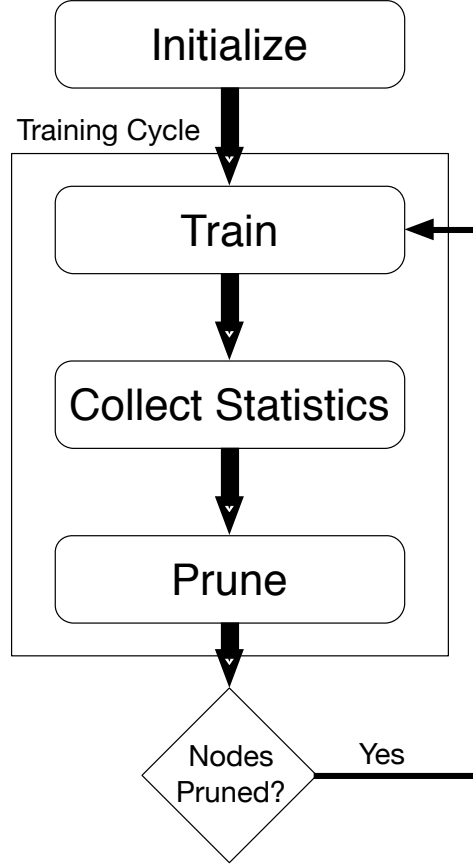 Initialize
Training Cycle
Train
Collect Statistics
Prune
Nodes
Pruned?
Yes